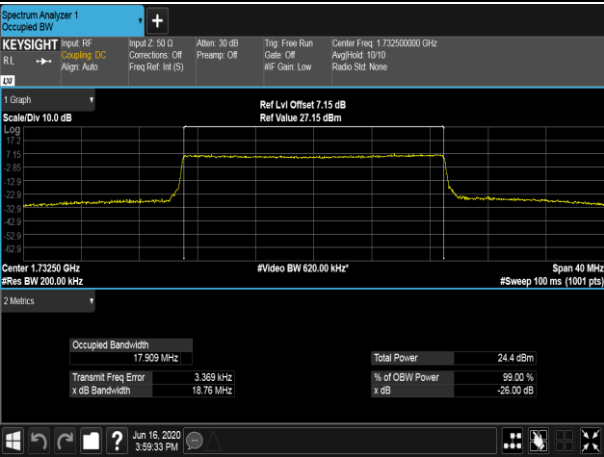 Spectrum Analyzer 1
Occupied BW
KEYSIGHT
RL
LXI
Input: RF
Coupling: DC
Align: Auto
Input Z: 50 Ω
Corrections: Off
Freq Ref: Int (S)
Atten: 30 dB
Preamp: Off
Trig: Free Run
Gate: Off
#IF Gain: Low
Center Freq: 1.732500000 GHz
Avg|Hold: 10/10
Radio Std: None
1 Graph
Scale/Div 10.0 dB
Ref Lvl Offset 7.15 dB
Ref Value 27.15 dBm
Log
17.2
7.15
-2.85
-12.9
-22.9
-32.9
-42.9
-52.9
-62.9
Center 1.73250 GHz
#Video BW 620.00 kHz*
Span 40 MHz
#Res BW 200.00 kHz
#Sweep 100 ms (1001 pts)
2 Metrics
Occupied Bandwidth
17.909 MHz
Total Power 24.4 dBm
Transmit Freq Error 3.369 kHz
% of OBW Power 99.00 %
x dB Bandwidth 18.76 MHz
x dB -26.00 dB
Jun 16, 2020
3:59:33 PM